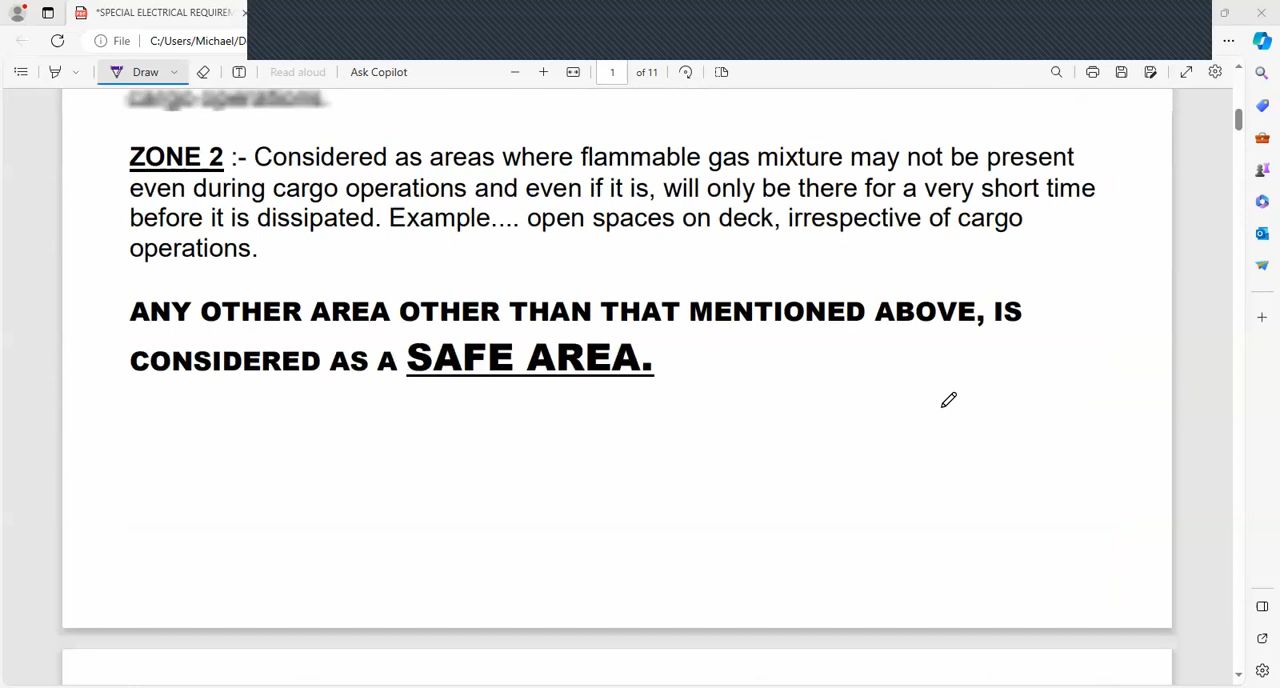 *SPECIAL ELECTRICAL REQUIREM
File C:/Users/Michael/D
Draw Read aloud Ask Copilot 1 of 11
cargo operations.
ZONE 2 :- Considered as areas where flammable gas mixture may not be present
even during cargo operations and even if it is, will only be there for a very short time
before it is dissipated. Example.... open spaces on deck, irrespective of cargo
operations.
ANY OTHER AREA OTHER THAN THAT MENTIONED ABOVE, IS
CONSIDERED AS A SAFE AREA.